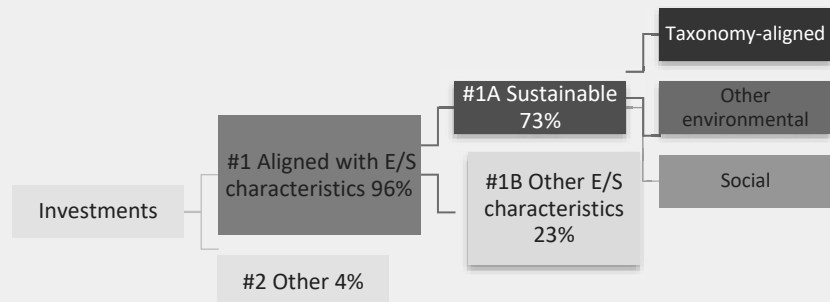 Investments
#1 Aligned with E/S
characteristics 96%
#2 Other 4%
#1A Sustainable
73%
#1B Other E/S
characteristics
23%
Taxonomy-aligned
Other
environmental
Social